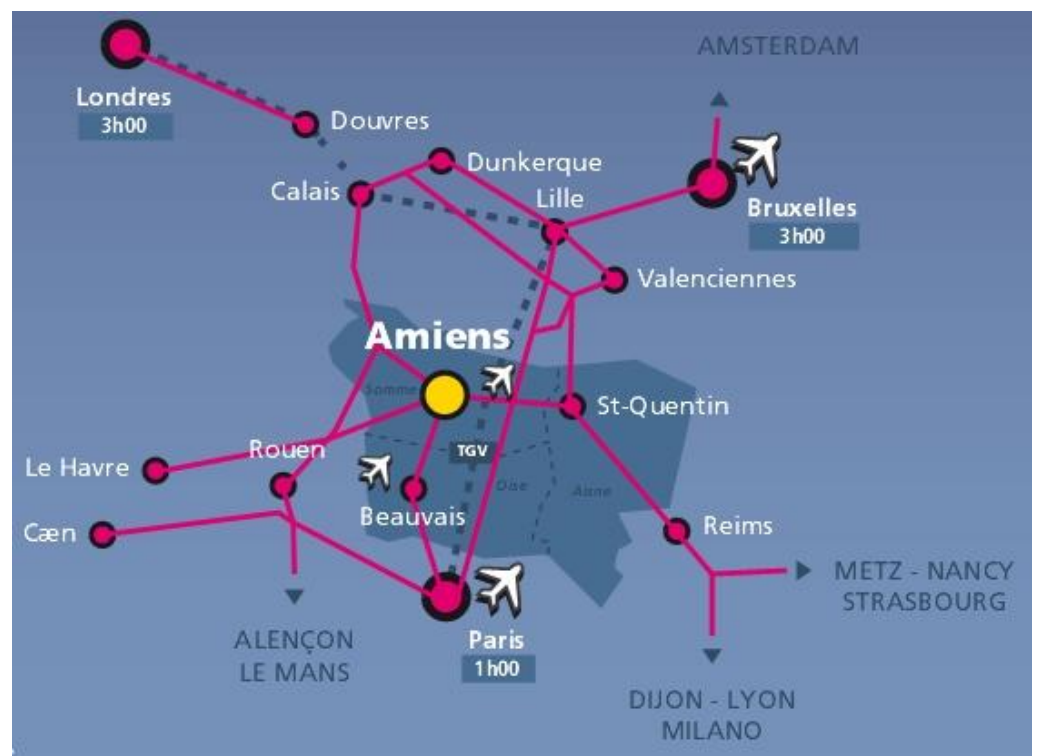 AMSTERDAM
Londres
3h00
Douvres
Dunkerque
Calais
Lille
Bruxelles
3h00
Valenciennes
Amiens
Somme
St-Quentin
Rouen
TGV
Le Havre
Oise
Aisne
Beauvais
Cæn
Reims
METZ - NANCY
STRASBOURG
ALENÇON
LE MANS
Paris
1h00
DIJON - LYON
MILANO